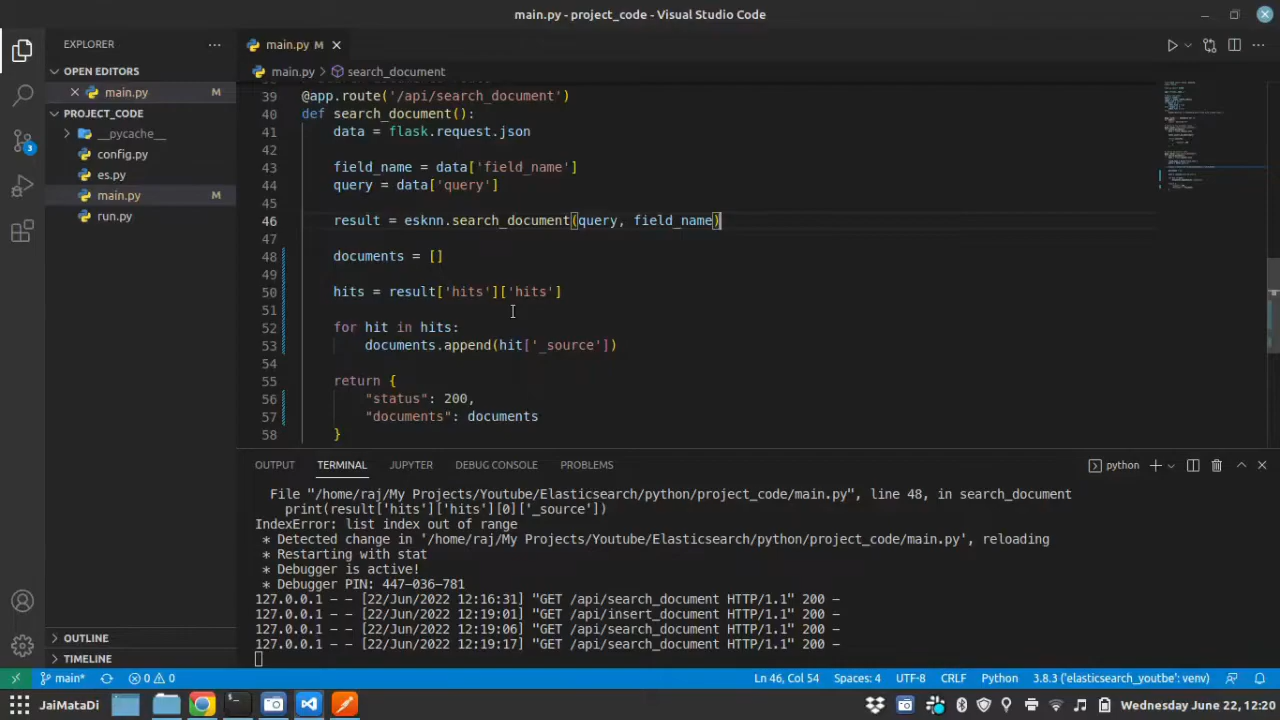 main.py - project_code - Visual Studio Code
EXPLORER
OPEN EDITORS
main.py M
PROJECT_CODE
__pycache__
config.py
es.py
main.py M
run.py
OUTLINE
TIMELINE
main.py M
main.py > search_document
39 @app.route('/api/search_document')
40 def search_document():
41 data = flask.request.json
42
43 field_name = data['field_name']
44 query = data['query']
45
46 result = esknn.search_document(query, field_name)
47
48 documents = []
49
50 hits = result['hits']['hits']
51
52 for hit in hits:
53 documents.append(hit['_source'])
54
55 return {
56 "status": 200,
57 "documents": documents
58 }
OUTPUT TERMINAL JUPYTER DEBUG CONSOLE PROBLEMS python
File "/home/raj/My Projects/Youtube/Elasticsearch/python/project_code/main.py", line 48, in search_document
print(result['hits']['hits'][0]['_source'])
IndexError: list index out of range
* Detected change in '/home/raj/My Projects/Youtube/Elasticsearch/python/project_code/main.py', reloading
* Restarting with stat
* Debugger is active!
* Debugger PIN: 447-036-781
127.0.0.1 - - [22/Jun/2022 12:16:31] "GET /api/search_document HTTP/1.1" 200 -
127.0.0.1 - - [22/Jun/2022 12:19:01] "GET /api/insert_document HTTP/1.1" 200 -
127.0.0.1 - - [22/Jun/2022 12:19:06] "GET /api/search_document HTTP/1.1" 200 -
127.0.0.1 - - [22/Jun/2022 12:19:17] "GET /api/search_document HTTP/1.1" 200 -
3
main* 0 0 Ln 46, Col 54 Spaces: 4 UTF-8 CRLF Python 3.8.3 ('elasticsearch_youtbe': venv)
JaiMataDi Wednesday June 22, 12:20